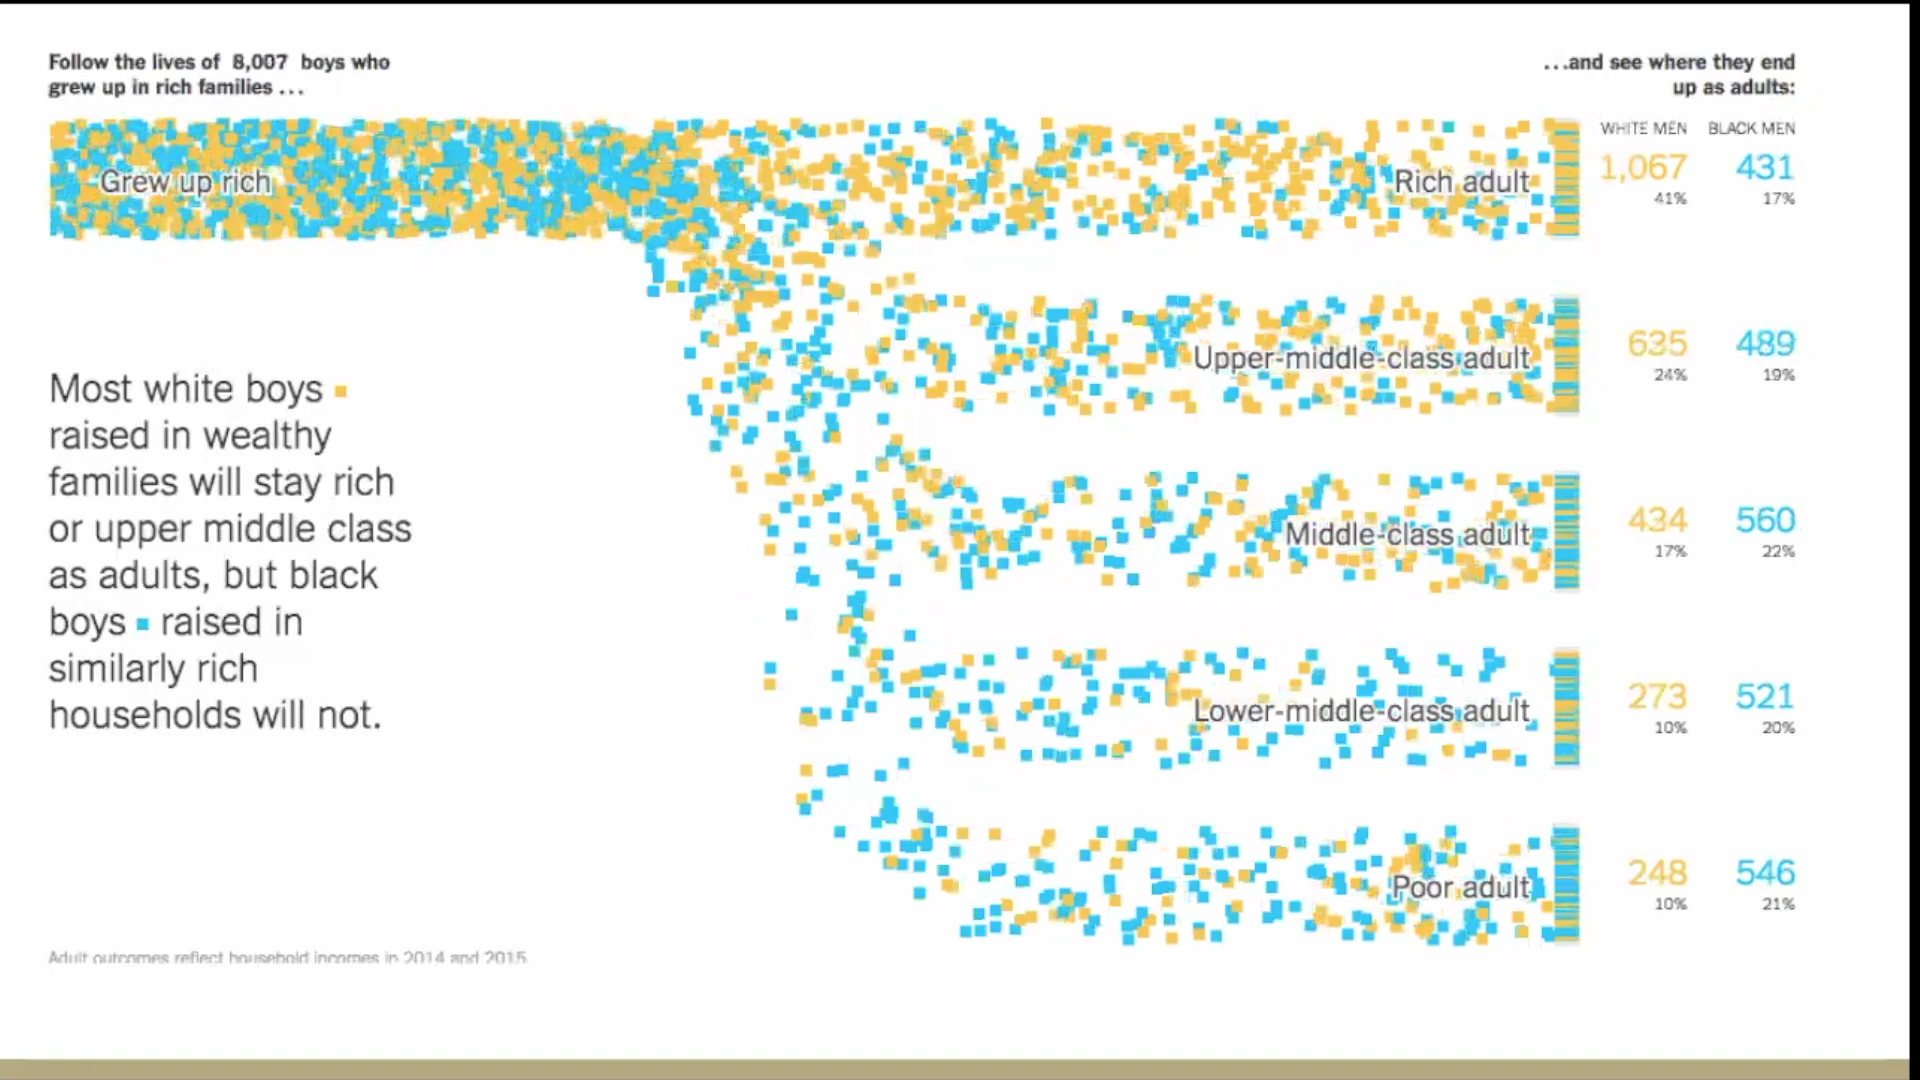 Follow the lives of 8,007 boys who
grew up in rich families ...
...and see where they end
up as adults:
WHITE MEN BLACK MEN
Grew up rich
Rich adult
1,067 431
41% 17%
Upper-middle-class adult
635 489
24% 19%
Most white boys
raised in wealthy
families will stay rich
or upper middle class
as adults, but black
boys raised in
similarly rich
households will not.
Middle-class adult
434 560
17% 22%
Lower-middle-class adult
273 521
10% 20%
Poor adult
248 546
10% 21%
Adult outcomes reflect household incomes in 2014 and 2015.